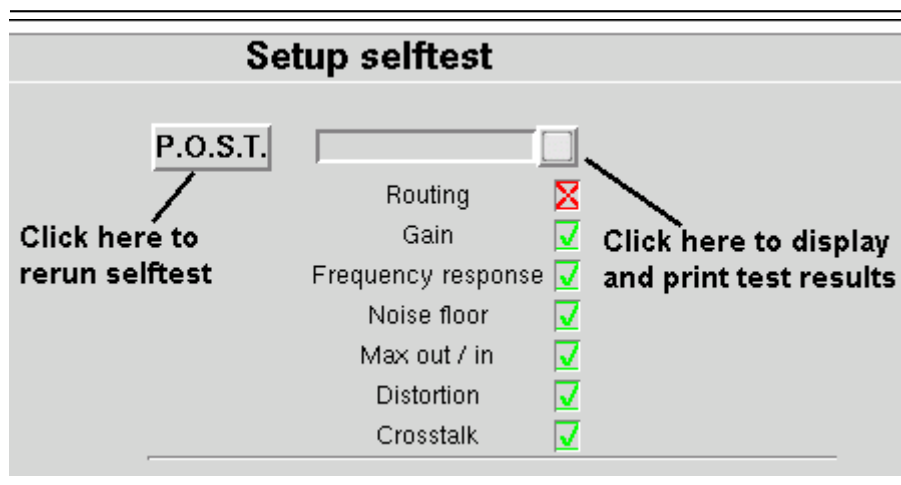 Setup selftest
P.O.S.T.
Routing
Gain
Frequency response
Noise floor
Max out / in
Distortion
Crosstalk
Click here to
rerun selftest
Click here to display
and print test results